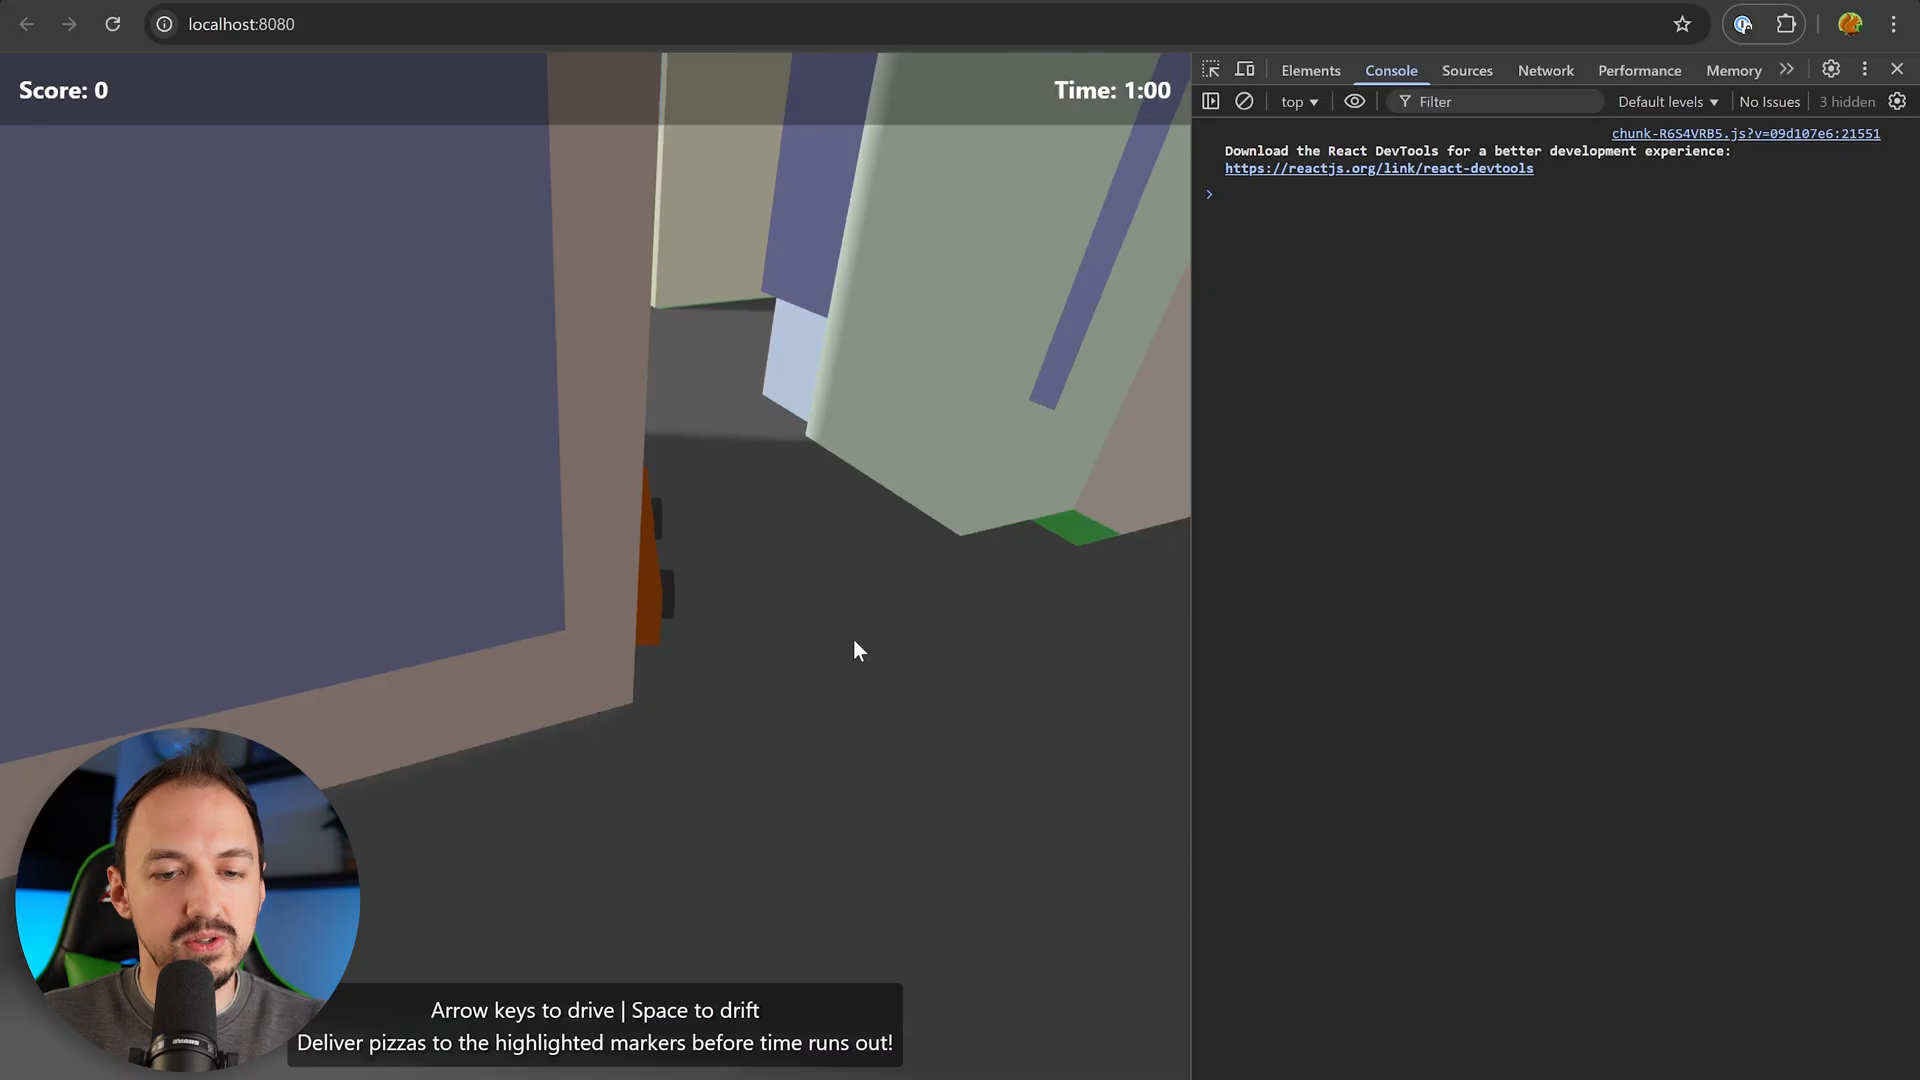 localhost:8080
Score: 0
Time: 1:00
Elements
Console
Sources
Network
Performance
Memory
top
Filter
Default levels
No Issues
3 hidden
chunk-R6S4VRB5.js?v=09d107e6:21551
Download the React DevTools for a better development experience:
https://reactjs.org/link/react-devtools
Arrow keys to drive | Space to drift
Deliver pizzas to the highlighted markers before time runs out!